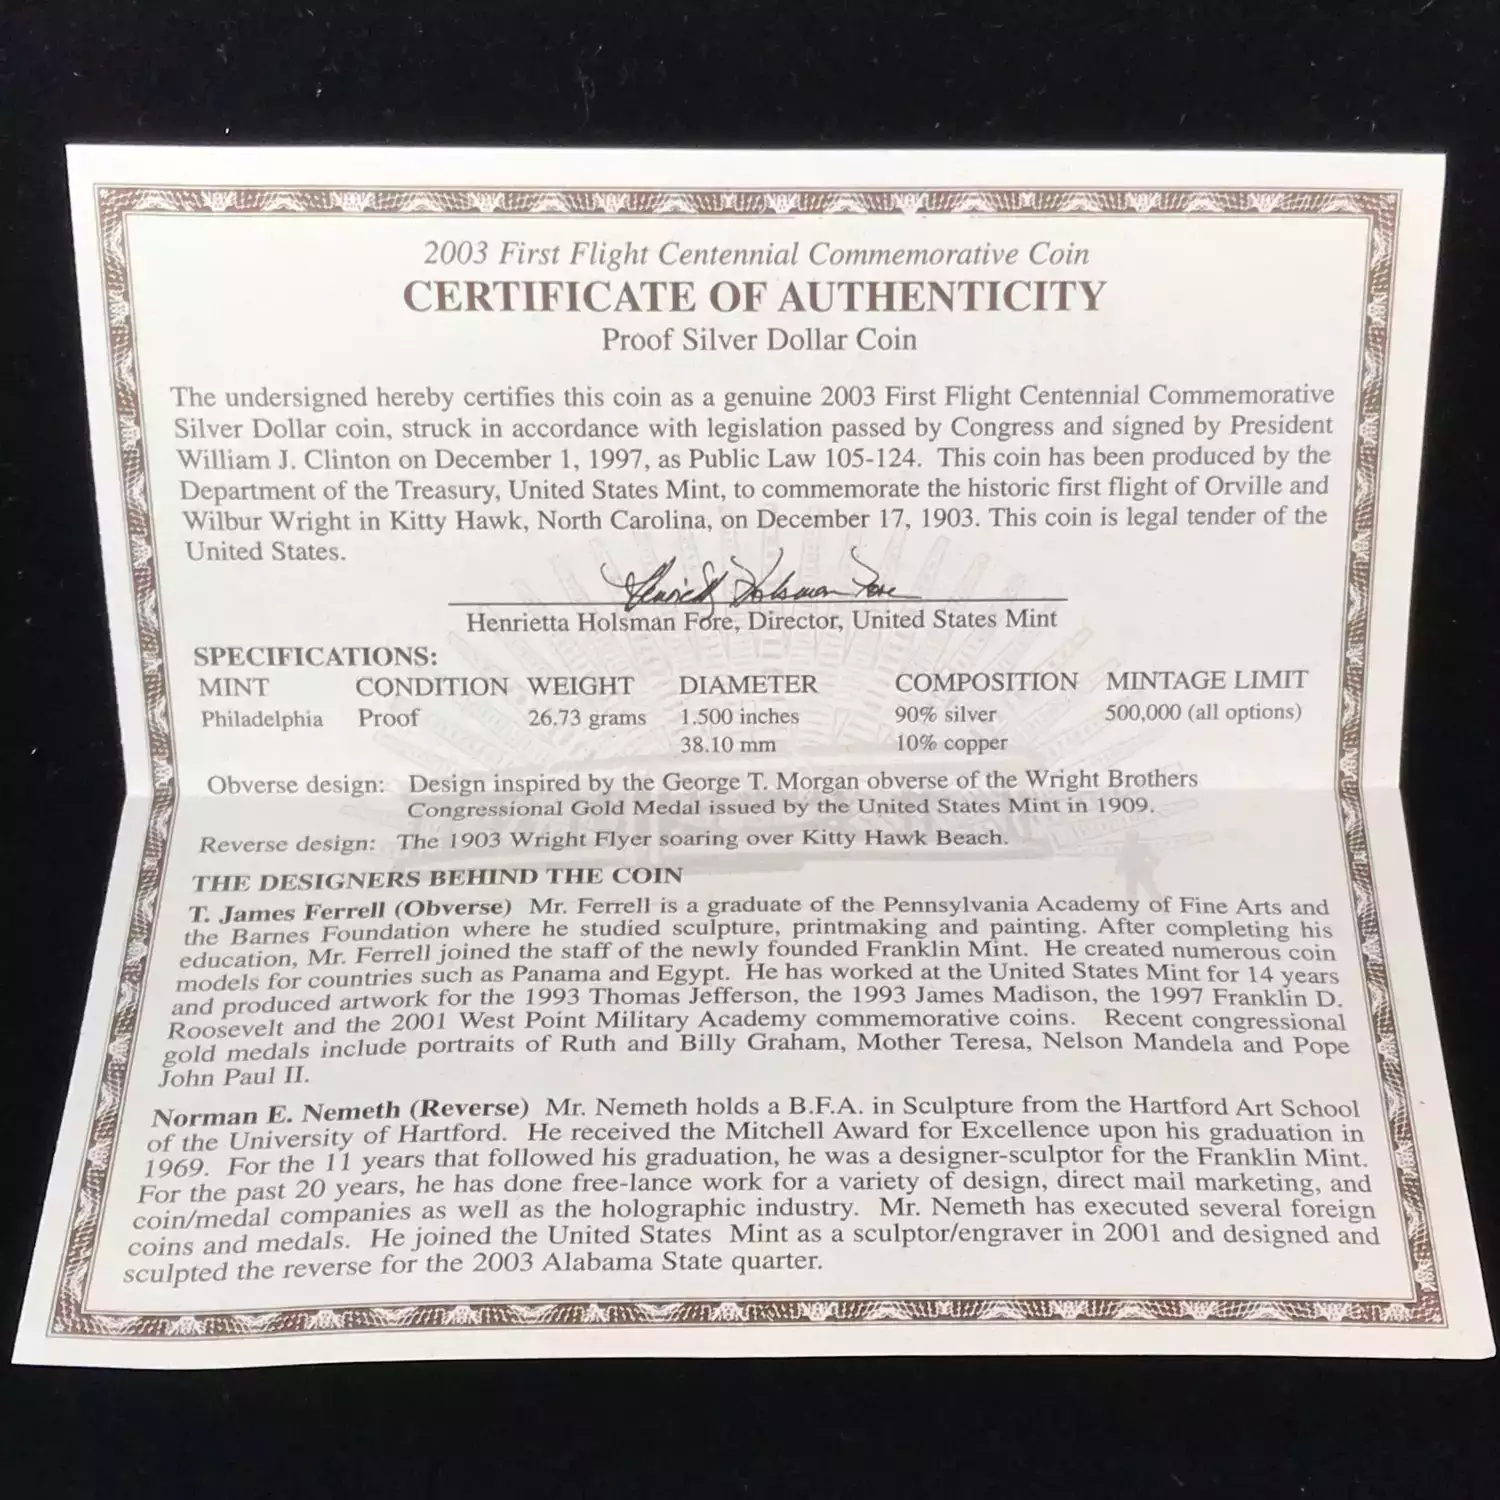 2003 First Flight Centennial Commemorative Coin
CERTIFICATE OF AUTHENTICITY
Proof Silver Dollar Coin
The undersigned hereby certifies this coin as a genuine 2003 First Flight Centennial Commemorative
Silver Dollar coin, struck in accordance with legislation passed by Congress and signed by President
William J. Clinton on December 1, 1997, as Public Law 105-124. This coin has been produced by the
Department of the Treasury, United States Mint, to commemorate the historic first flight of Orville and
Wilbur Wright in Kitty Hawk, North Carolina, on December 17, 1903. This coin is legal tender of the
United States.
Henrietta Holsman Fore
Henrietta Holsman Fore, Director, United States Mint
SPECIFICATIONS:
MINT CONDITION WEIGHT DIAMETER COMPOSITION MINTAGE LIMIT
Philadelphia Proof 26.73 grams 1.500 inches 90% silver 500,000 (all options)
38.10 mm 10% copper
Obverse design: Design inspired by the George T. Morgan obverse of the Wright Brothers
Congressional Gold Medal issued by the United States Mint in 1909.
Reverse design: The 1903 Wright Flyer soaring over Kitty Hawk Beach.
THE DESIGNERS BEHIND THE COIN
T. James Ferrell (Obverse) Mr. Ferrell is a graduate of the Pennsylvania Academy of Fine Arts and
the Barnes Foundation where he studied sculpture, printmaking and painting. After completing his
education, Mr. Ferrell joined the staff of the newly founded Franklin Mint. He created numerous coin
models for countries such as Panama and Egypt. He has worked at the United States Mint for 14 years
and produced artwork for the 1993 Thomas Jefferson, the 1993 James Madison, the 1997 Franklin D.
Roosevelt and the 2001 West Point Military Academy commemorative coins. Recent congressional
gold medals include portraits of Ruth and Billy Graham, Mother Teresa, Nelson Mandela and Pope
John Paul II.
Norman E. Nemeth (Reverse) Mr. Nemeth holds a B.F.A. in Sculpture from the Hartford Art School
of the University of Hartford. He received the Mitchell Award for Excellence upon his graduation in
1969. For the 11 years that followed his graduation, he was a designer-sculptor for the Franklin Mint.
For the past 20 years, he has done free-lance work for a variety of design, direct mail marketing, and
coin/medal companies as well as the holographic industry. Mr. Nemeth has executed several foreign
coins and medals. He joined the United States Mint as a sculptor/engraver in 2001 and designed and
sculpted the reverse for the 2003 Alabama State quarter.